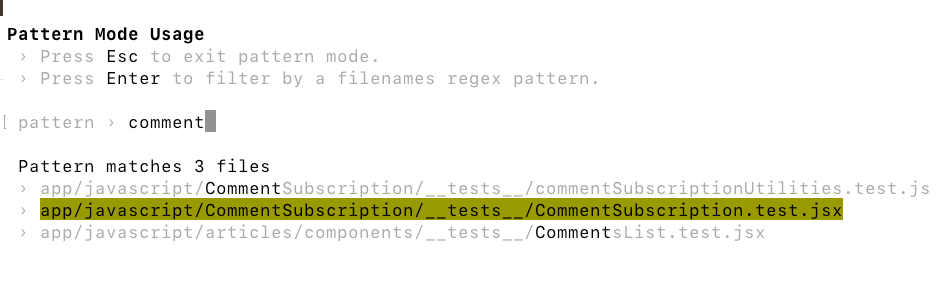 Pattern Mode Usage
› Press Esc to exit pattern mode.
› Press Enter to filter by a filenames regex pattern.
pattern › comment
Pattern matches 3 files
› app/javascript/CommentSubscription/__tests__/commentSubscriptionUtilities.test.js
› app/javascript/CommentSubscription/__tests__/CommentSubscription.test.jsx
› app/javascript/articles/components/__tests__/CommentsList.test.jsx